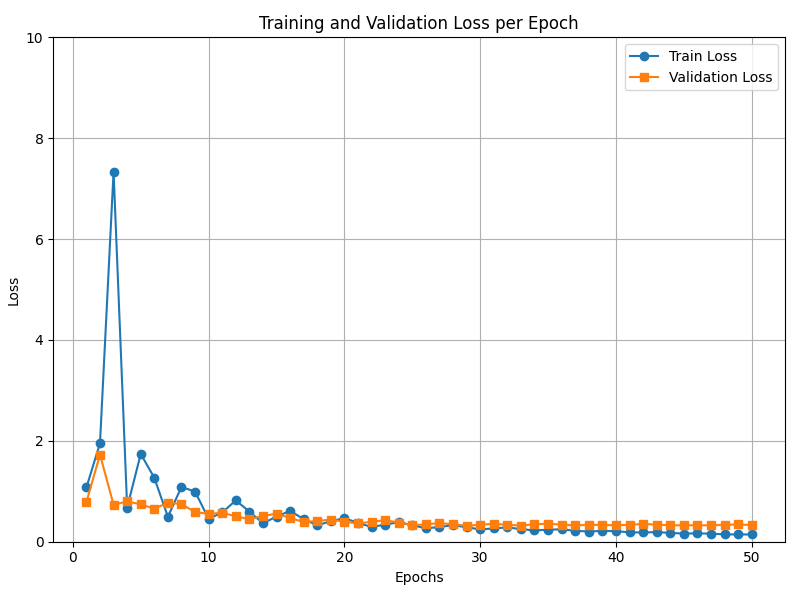 Training and Validation Loss per Epoch
Train Loss
Validation Loss
10
8
6
4
2
0
Loss
0 10 20 30 40 50
Epochs